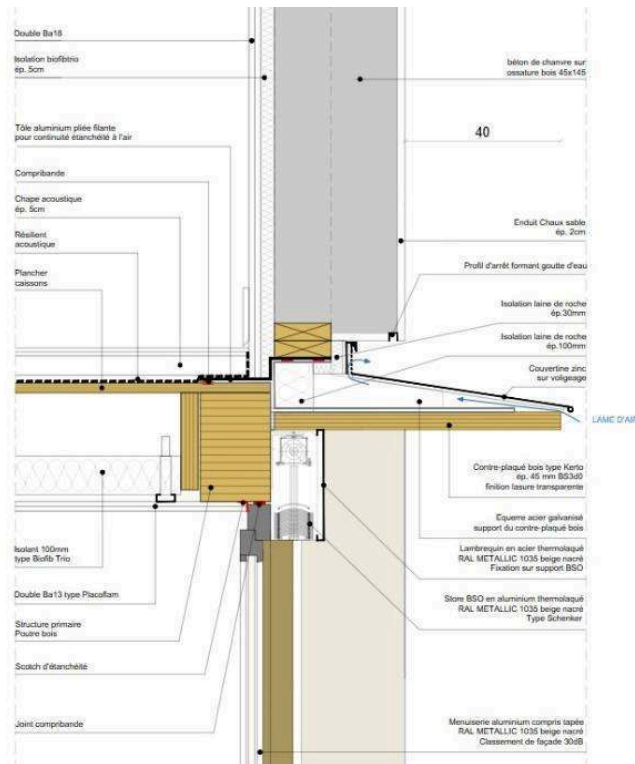 Double Ba18
Isolation biofibtrio
ép. 5cm
Tôle aluminium pliée filante
pour continuité étanchéité à l'air
Compribande
Chape acoustique
ép. 5cm
Résilient
acoustique
Plancher
caissons
Isolant 100mm
type Biofib Trio
Double Ba13 type Placoflam
Structure primaire
Poutre bois
Scotch d'étanchéité
Joint compribande
béton de chanvre sur
ossature bois 45x145
40
Enduit Chaux sable
ép. 2cm
Profil d'arrêt formant goutte d'eau
Isolation laine de roche
ép.30mm
Isolation laine de roche
ép.100mm
Couvertine zinc
sur voligeage
LAME D'AIR
Contre-plaqué bois type Kerto
ép. 45 mm BS3d0
finition lasure transparente
Equerre acier galvanisé
support du contre-plaqué bois
Lambrequin en acier thermolaqué
RAL METALLIC 1035 beige nacré
Fixation sur support BSO
Store BSO en aluminium thermolaqué
RAL METALLIC 1035 beige nacré
Type Schenker
Menuiserie aluminium compris tapée
RAL METALLIC 1035 beige nacré
Classement de façade 30dB